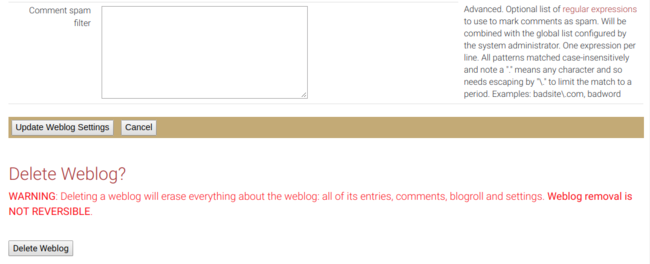 Comment spam
filter
Advanced. Optional list of regular expressions
to use to mark comments as spam. Will be
combined with the global list configured by
the system administrator. One expression per
line. All patterns matched case-insensitively
and note a "." means any character and so
needs escaping by "\." to limit the match to a
period. Examples: badsite\.com, badword
Update Weblog Settings Cancel
Delete Weblog?
WARNING: Deleting a weblog will erase everything about the weblog: all of its entries, comments, blogroll and settings. Weblog removal is
NOT REVERSIBLE.
Delete Weblog